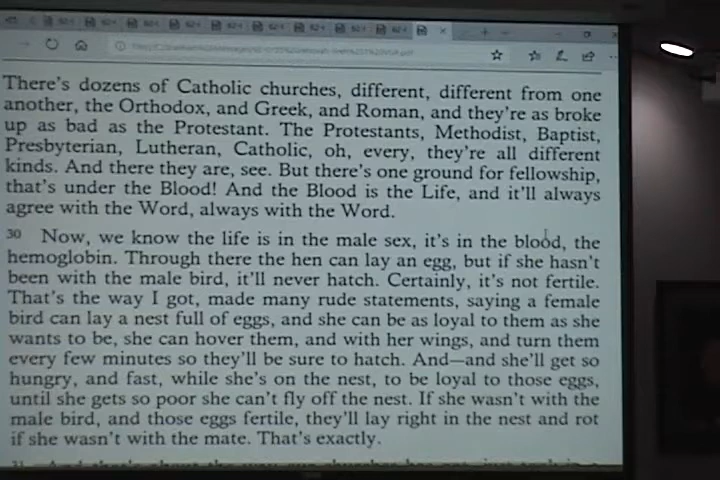 There's dozens of Catholic churches, different, different from one
another, the Orthodox, and Greek, and Roman, and they're as broke
up as bad as the Protestant. The Protestants, Methodist, Baptist,
Presbyterian, Lutheran, Catholic, oh, every, they're all different
kinds. And there they are, see. But there's one ground for fellowship,
that's under the Blood! And the Blood is the Life, and it'll always
agree with the Word, always with the Word.
30 Now, we know the life is in the male sex, it's in the blood, the
hemoglobin. Through there the hen can lay an egg, but if she hasn't
been with the male bird, it'll never hatch. Certainly, it's not fertile.
That's the way I got, made many rude statements, saying a female
bird can lay a nest full of eggs, and she can be as loyal to them as she
wants to be, she can hover them, and with her wings, and turn them
every few minutes so they'll be sure to hatch. And—and she'll get so
hungry, and fast, while she's on the nest, to be loyal to those eggs,
until she gets so poor she can't fly off the nest. If she wasn't with the
male bird, and those eggs fertile, they'll lay right in the nest and rot
if she wasn't with the mate. That's exactly.